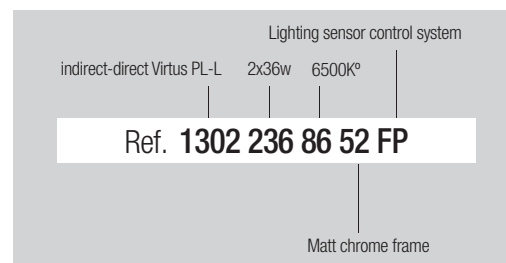 Lighting sensor control system
indirect-direct Virtus PL-L 2x36w 6500Kº
Ref. 1302 236 86 52 FP
Matt chrome frame